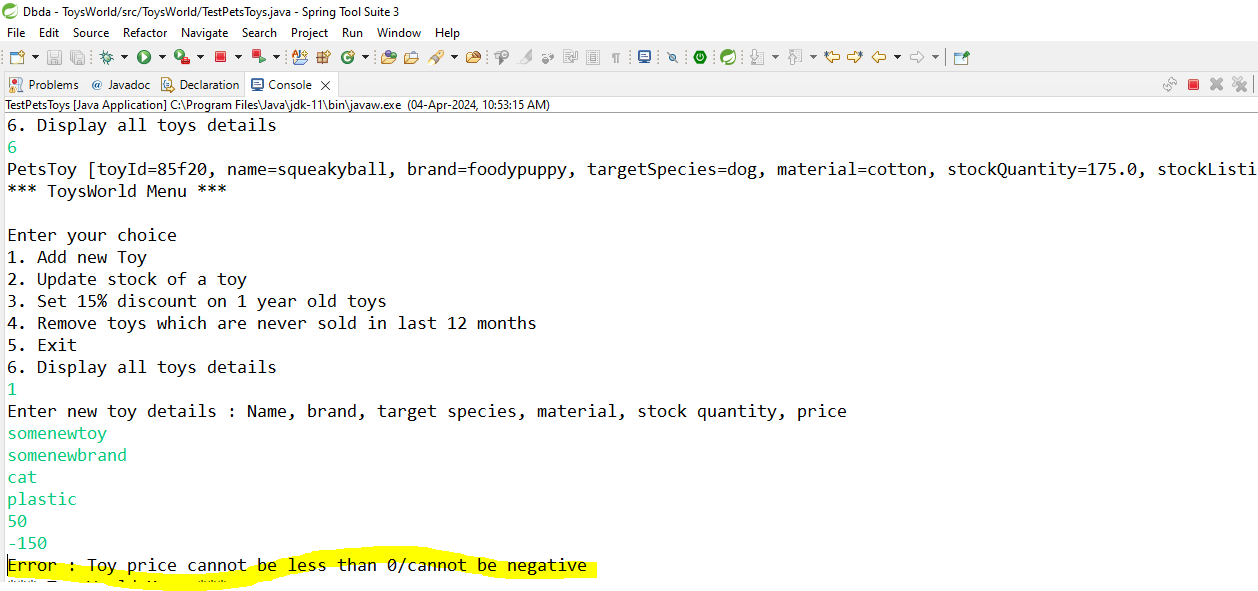 Dbda - ToysWorld/src/ToysWorld/TestPetsToys.java - Spring Tool Suite 3
File Edit Source Refactor Navigate Search Project Run Window Help
Problems @ Javadoc Declaration Console
TestPetsToys [Java Application] C:\Program Files\Java\jdk-11\bin\javaw.exe (04-Apr-2024, 10:53:15 AM)
6. Display all toys details
6
PetsToy [toyId=85f20, name=squeakyball, brand=foodypuppy, targetSpecies=dog, material=cotton, stockQuantity=175.0, stockListi
*** ToysWorld Menu ***
Enter your choice
1. Add new Toy
2. Update stock of a toy
3. Set 15% discount on 1 year old toys
4. Remove toys which are never sold in last 12 months
5. Exit
6. Display all toys details
1
Enter new toy details : Name, brand, target species, material, stock quantity, price
somenewtoy
somenewbrand
cat
plastic
50
-150
Error : Toy price cannot be less than 0/cannot be negative